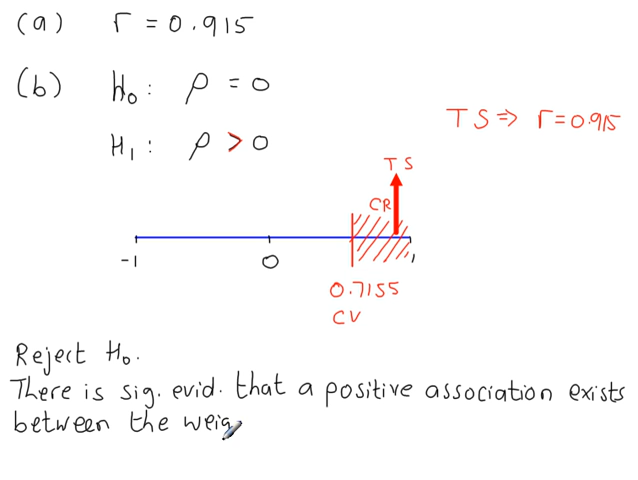 (a) r = 0.915
(b) H₀: ρ = 0
H₁: ρ > 0
TS ⇒ r = 0.915
TS
CR
-1 0 1
0.7155
CV
Reject H₀.
There is sig. evid. that a positive association exists
between the weig